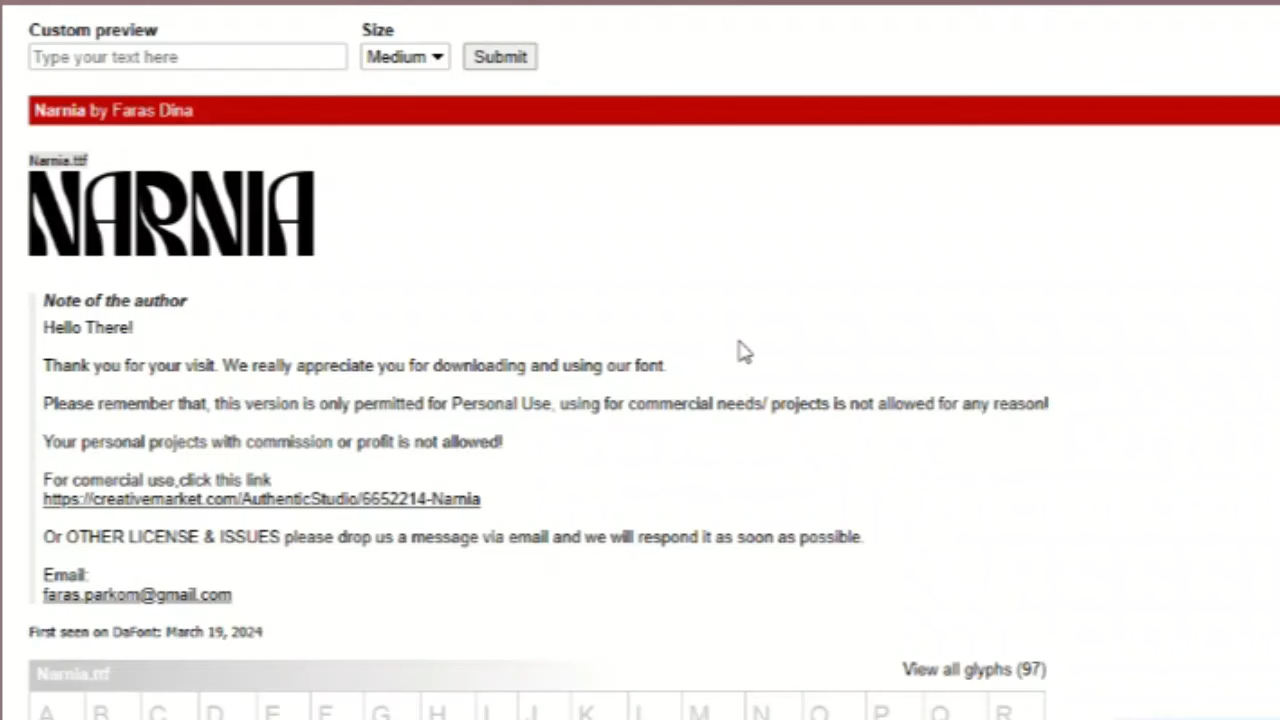 Custom preview
Size
Type your text here
Medium
Submit
Narnia by Faras Dina
Narnia.ttf
NARNIA
Note of the author
Hello There!
Thank you for your visit. We really appreciate you for downloading and using our font.
Please remember that, this version is only permitted for Personal Use, using for commercial needs/ projects is not allowed for any reason!
Your personal projects with commission or profit is not allowed!
For comercial use,click this link
https://creativemarket.com/AuthenticStudio/6652214-Narnia
Or OTHER LICENSE & ISSUES please drop us a message via email and we will respond it as soon as possible.
Email:
faras.parkom@gmail.com
First seen on DaFont: March 19, 2024
Narnia.ttf
View all glyphs (97)
A B C D E F G H I J K L M N O P Q R